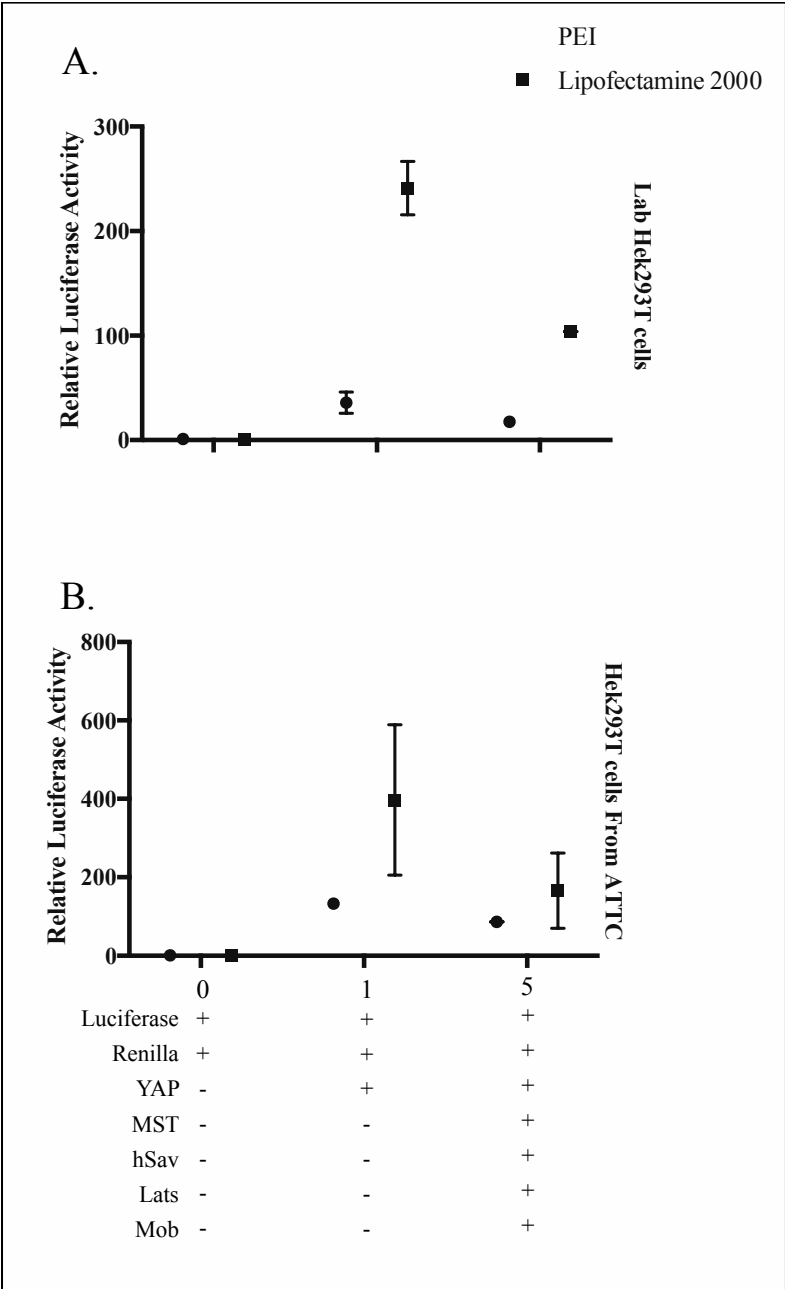 PEI
A.
Lipofectamine 2000
300
200
100
0
Relative Luciferase Activity
Lab Hek293T cells
B.
800
600
400
200
0
Relative Luciferase Activity
Hek293T cells From ATTC
0 1 5
Luciferase + + +
Renilla + + +
YAP - + +
MST - - +
hSav - - +
Lats - - +
Mob - - +